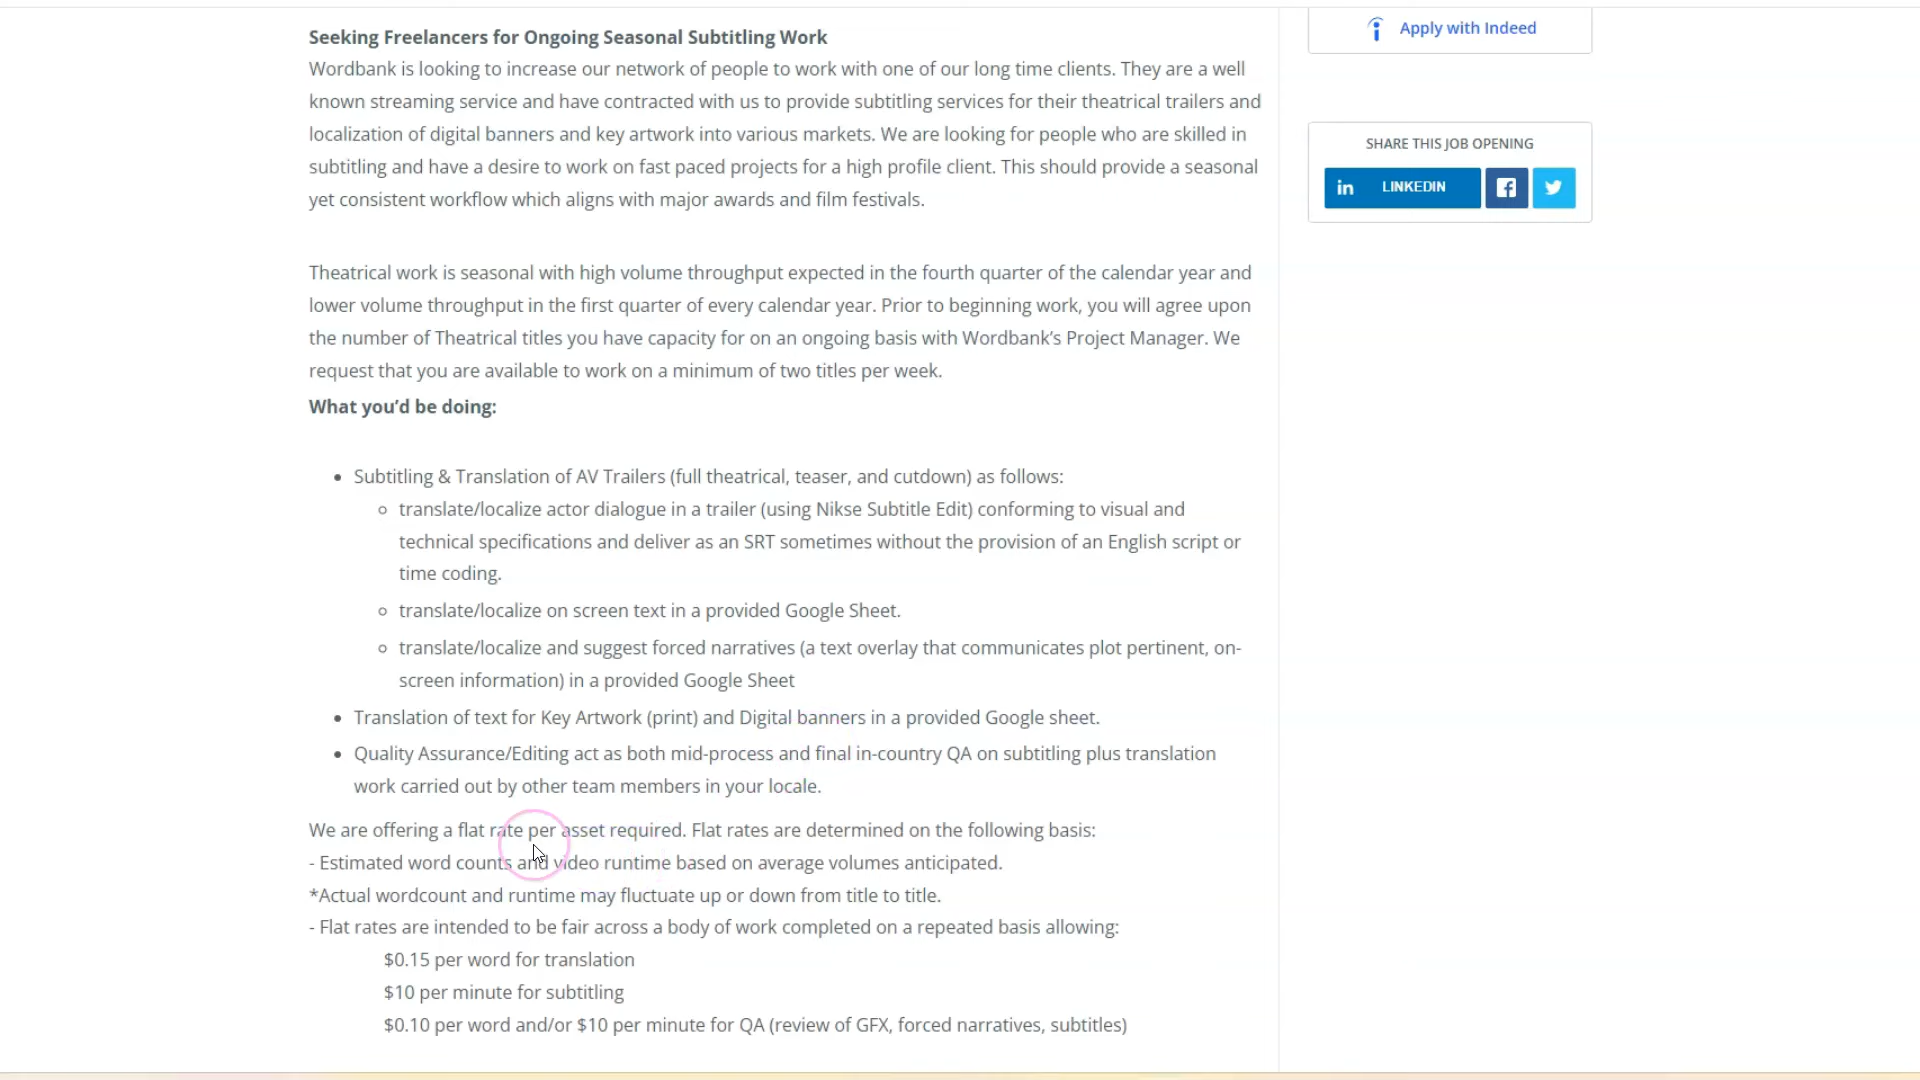 Seeking Freelancers for Ongoing Seasonal Subtitling Work
Wordbank is looking to increase our network of people to work with one of our long time clients. They are a well
known streaming service and have contracted with us to provide subtitling services for their theatrical trailers and
localization of digital banners and key artwork into various markets. We are looking for people who are skilled in
subtitling and have a desire to work on fast paced projects for a high profile client. This should provide a seasonal
yet consistent workflow which aligns with major awards and film festivals.
Theatrical work is seasonal with high volume throughput expected in the fourth quarter of the calendar year and
lower volume throughput in the first quarter of every calendar year. Prior to beginning work, you will agree upon
the number of Theatrical titles you have capacity for on an ongoing basis with Wordbank’s Project Manager. We
request that you are available to work on a minimum of two titles per week.
What you’d be doing:
• Subtitling & Translation of AV Trailers (full theatrical, teaser, and cutdown) as follows:
◦ translate/localize actor dialogue in a trailer (using Nikse Subtitle Edit) conforming to visual and
technical specifications and deliver as an SRT sometimes without the provision of an English script or
time coding.
◦ translate/localize on screen text in a provided Google Sheet.
◦ translate/localize and suggest forced narratives (a text overlay that communicates plot pertinent, on-
screen information) in a provided Google Sheet
• Translation of text for Key Artwork (print) and Digital banners in a provided Google sheet.
• Quality Assurance/Editing act as both mid-process and final in-country QA on subtitling plus translation
work carried out by other team members in your locale.
We are offering a flat rate per asset required. Flat rates are determined on the following basis:
- Estimated word counts and video runtime based on average volumes anticipated.
*Actual wordcount and runtime may fluctuate up or down from title to title.
- Flat rates are intended to be fair across a body of work completed on a repeated basis allowing:
$0.15 per word for translation
$10 per minute for subtitling
$0.10 per word and/or $10 per minute for QA (review of GFX, forced narratives, subtitles)
Apply with Indeed
SHARE THIS JOB OPENING
in LINKEDIN